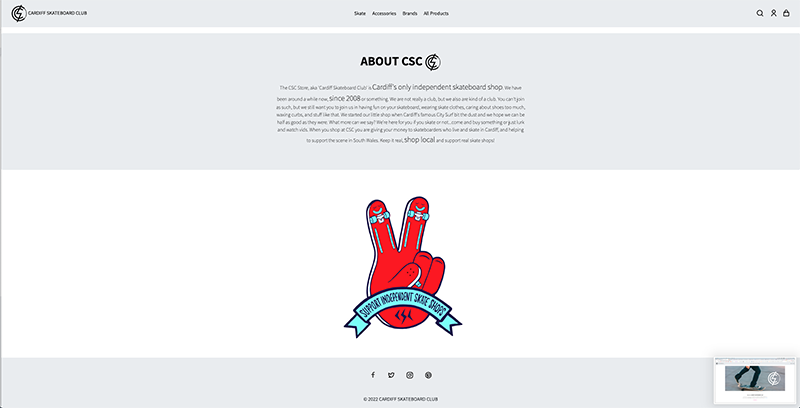 CARDIFF SKATEBOARD CLUB
Skate Accessories Brands All Products
ABOUT CSC
The CSC Store, aka 'Cardiff Skateboard Club' is Cardiff's only independent skateboard shop. We have
been around a while now, since 2008 or something. We are not really a club, but we also are kind of a club. You can't join
as such, but we still want you to join us in having fun on your skateboard, wearing skate clothes, caring about shoes too much,
waxing curbs, and stuff like that. We started our little shop when Cardiff's famous City Surf bit the dust and we hope we can be
half as good as they were. What more can we say? We're here for you if you skate or not...come and buy something or just lurk
and watch vids. When you shop at CSC you are giving your money to skateboarders who live and skate in Cardiff, and helping
to support the scene in South Wales. Keep it real, shop local and support real skate shops!
SUPPORT INDEPENDENT SKATE SHOPS
CSC
© 2022 CARDIFF SKATEBOARD CLUB